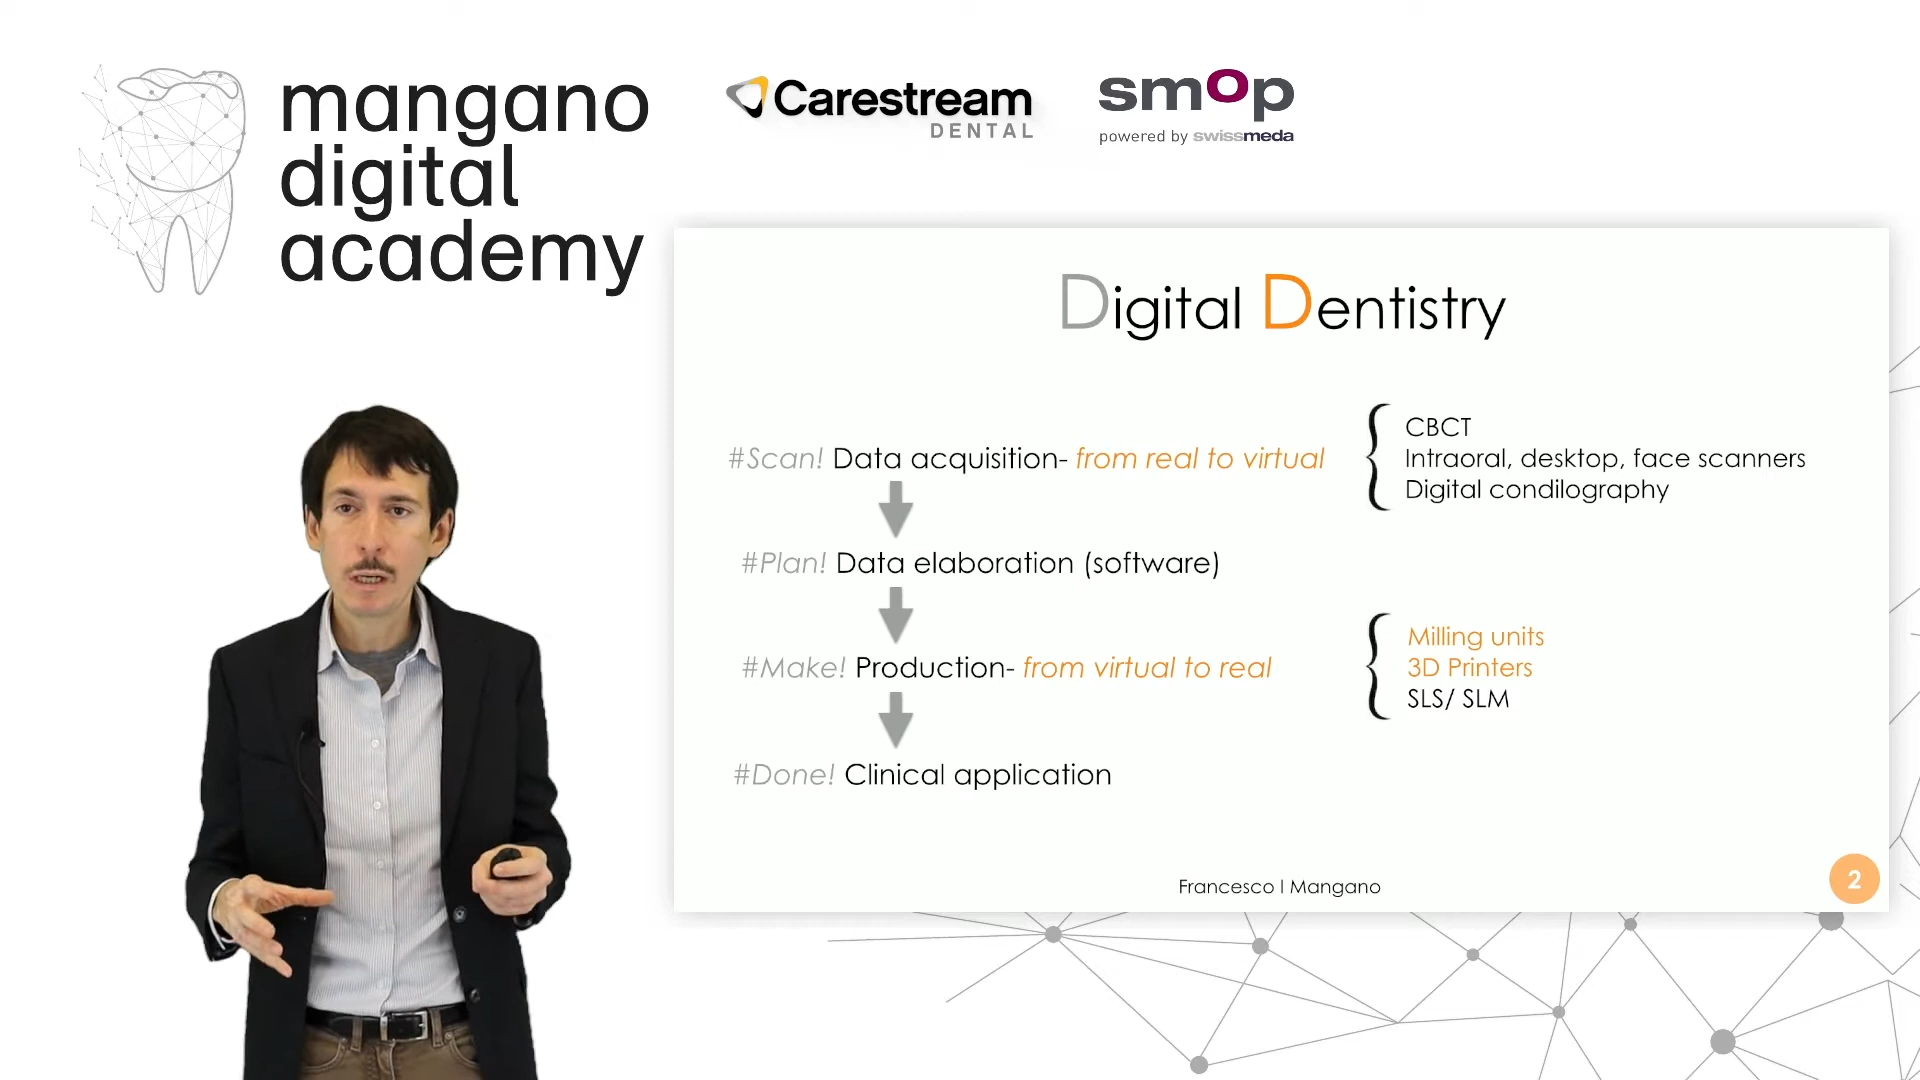 mangano
digital
academy
Carestream
DENTAL
smop
powered by swissmeda
Digital Dentistry
#Scan! Data acquisition- from real to virtual
CBCT
Intraoral, desktop, face scanners
Digital condilography
#Plan! Data elaboration (software)
#Make! Production- from virtual to real
Milling units
3D Printers
SLS/ SLM
#Done! Clinical application
Francesco | Mangano
2